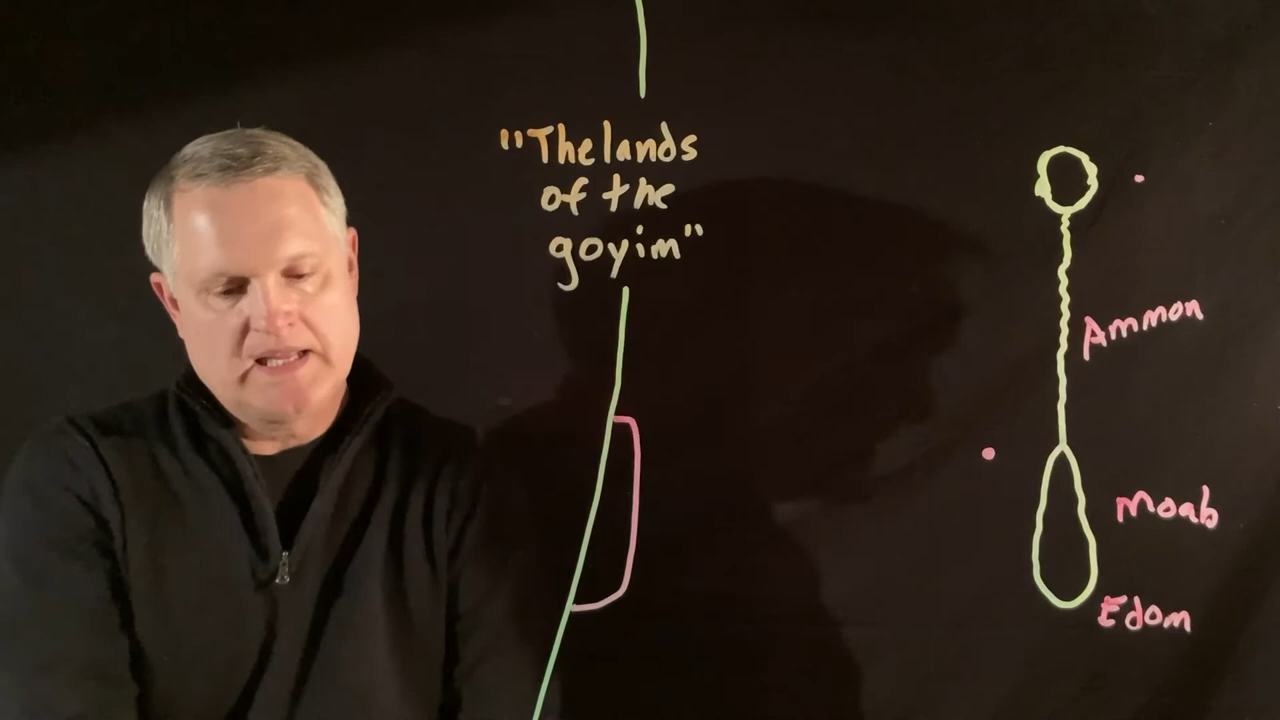 "The lands
of the
goyim"
Ammon
Moab
Edom